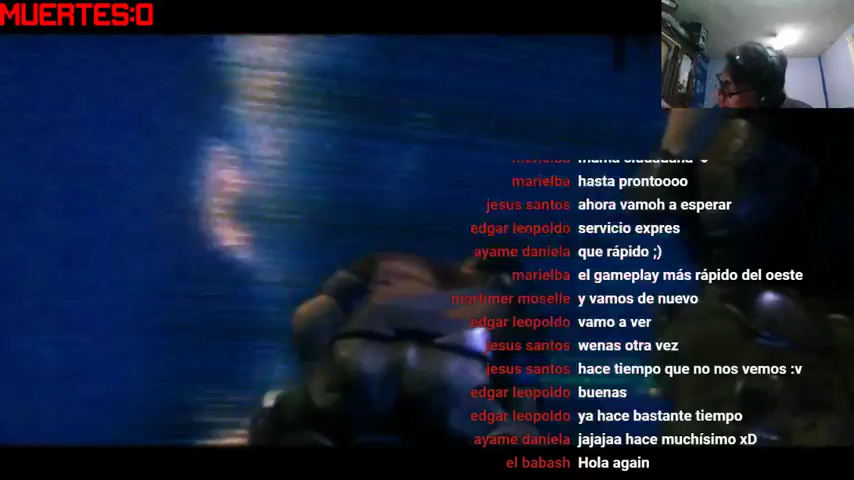 MUERTES:0
marielba hasta prontoooo
jesus santos ahora vamoh a esperar
edgar leopoldo servicio expres
ayame daniela que rápido ;)
marielba el gameplay más rápido del oeste
mortimer moselle y vamos de nuevo
edgar leopoldo vamo a ver
jesus santos wenas otra vez
jesus santos hace tiempo que no nos vemos :v
edgar leopoldo buenas
edgar leopoldo ya hace bastante tiempo
ayame daniela jajajaa hace muchísimo xD
el babash Hola again